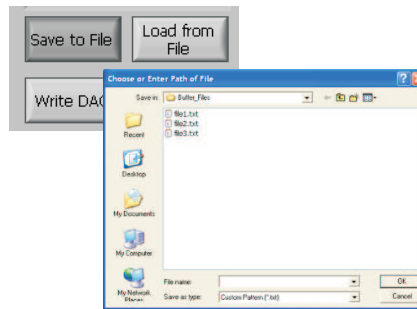 Save to File
Load from
File
Write DAC
Choose or Enter Path of File
Save in:
Buffer_Files
file1.txt
file2.txt
file3.txt
Recent
Desktop
My Documents
My Computer
My Network
Places
File name:
OK
Save as type:
Custom Pattern (*.txt)
Cancel